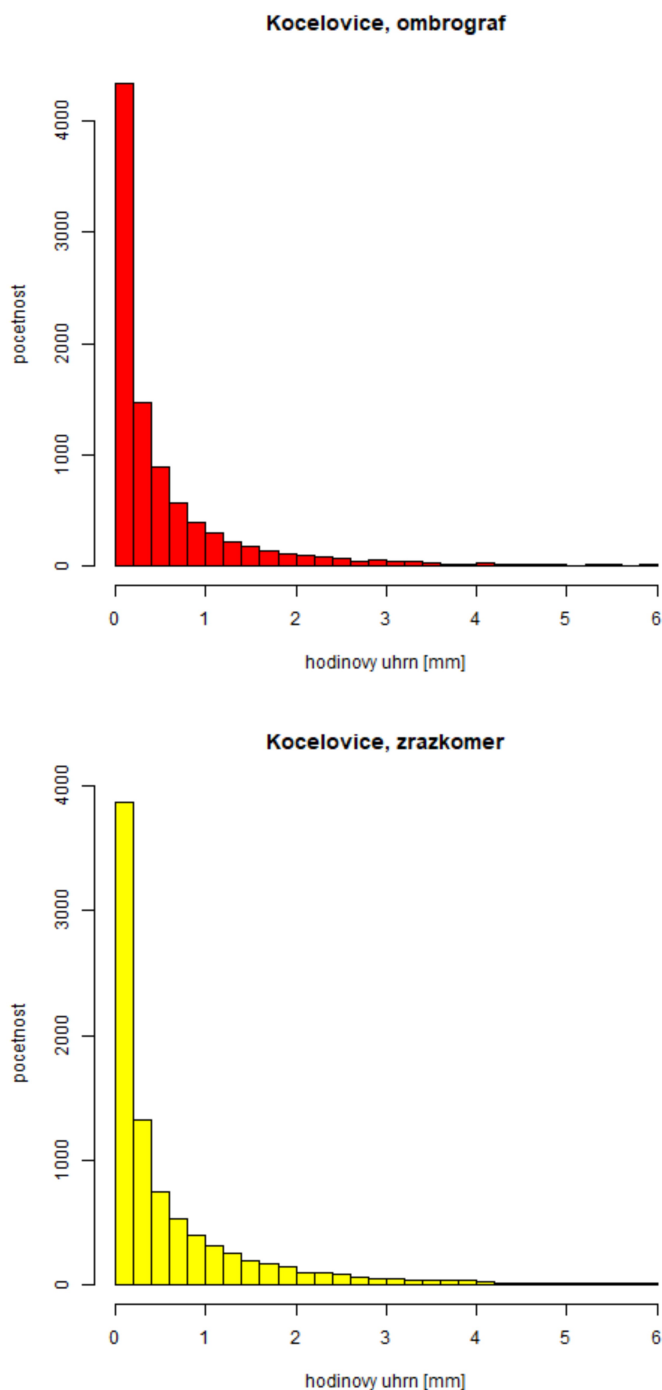 Kocelovice, ombrograf
4000
3000
2000
1000
0
pocetnost
0 1 2 3 4 5 6
hodinovy uhrn [mm]
Kocelovice, zrazkomer
4000
3000
2000
1000
0
pocetnost
0 1 2 3 4 5 6
hodinovy uhrn [mm]